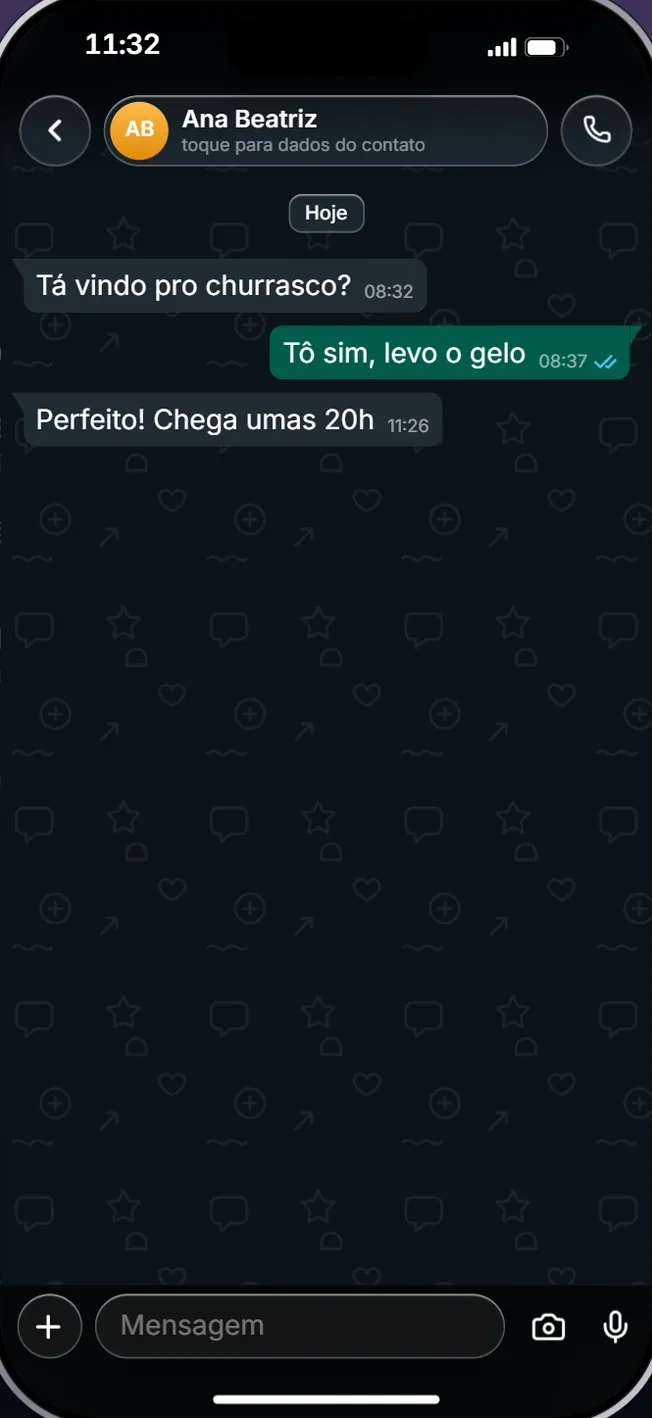 11:32
AB
Ana Beatriz
toque para dados do contato
Hoje
Tá vindo pro churrasco? 08:32
Tô sim, levo o gelo 08:37
Perfeito! Chega umas 20h 11:26
Mensagem